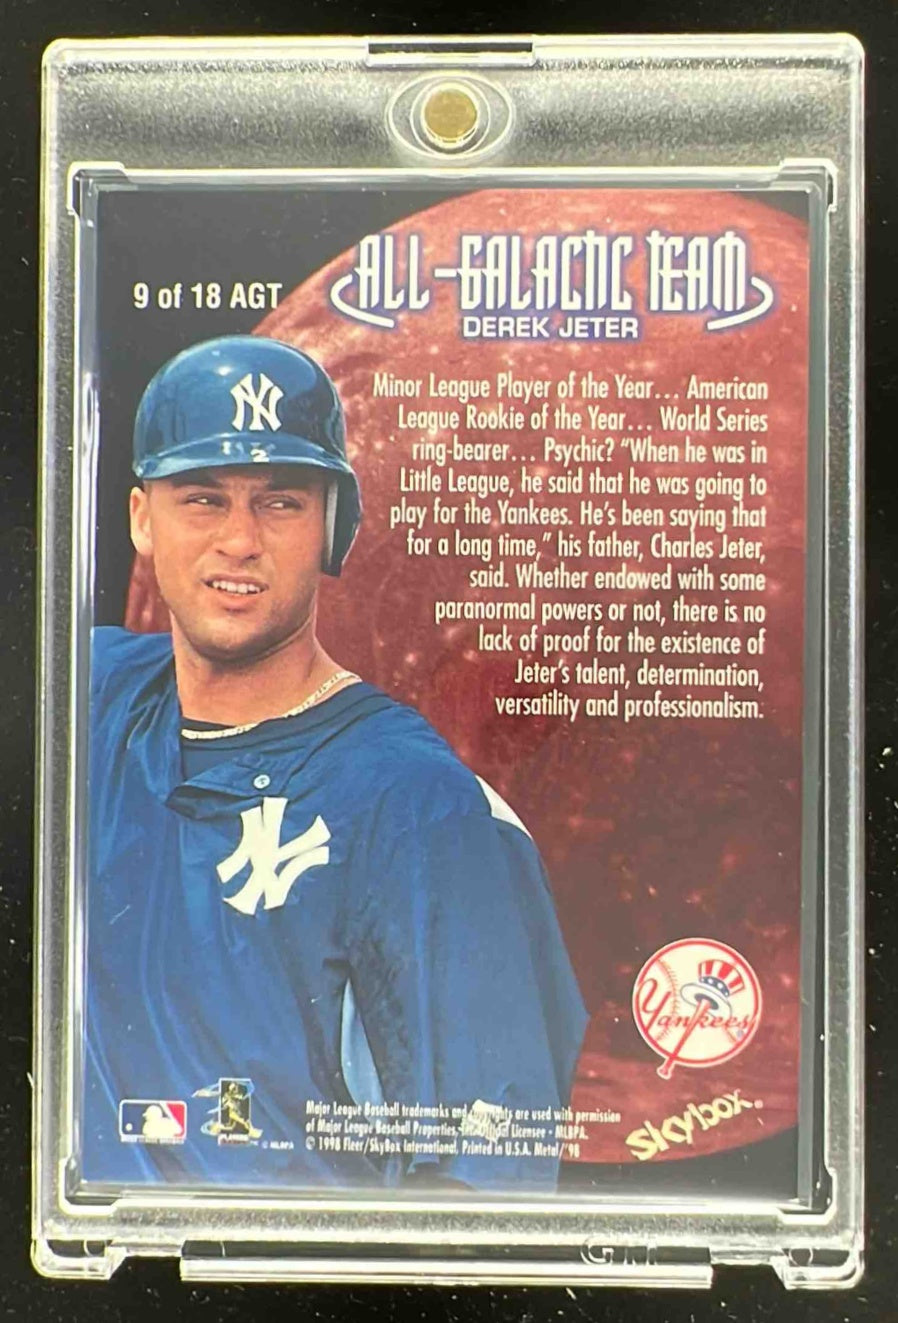 9 of 18 AGT
ALL-GALACTIC TEAM
DEREK JETER
Minor League Player of the Year... American
League Rookie of the Year... World Series
ring-bearer... Psychic? “When he was in
Little League, he said that he was going to
play for the Yankees. He’s been saying that
for a long time,” his father, Charles Jeter,
said. Whether endowed with some
paranormal powers or not, there is no
lack of proof for the existence of
Jeter’s talent, determination,
versatility and professionalism.
NY
2
NY
Yankees
Major League Baseball trademarks and copyrights are used with permission
of Major League Baseball Properties, Official Licensee • MLBPA.
© 1998 Fleer/SkyBox International, Printed in U.S.A. Metal/'98
skybox®
PLAYERS
© MLBPA